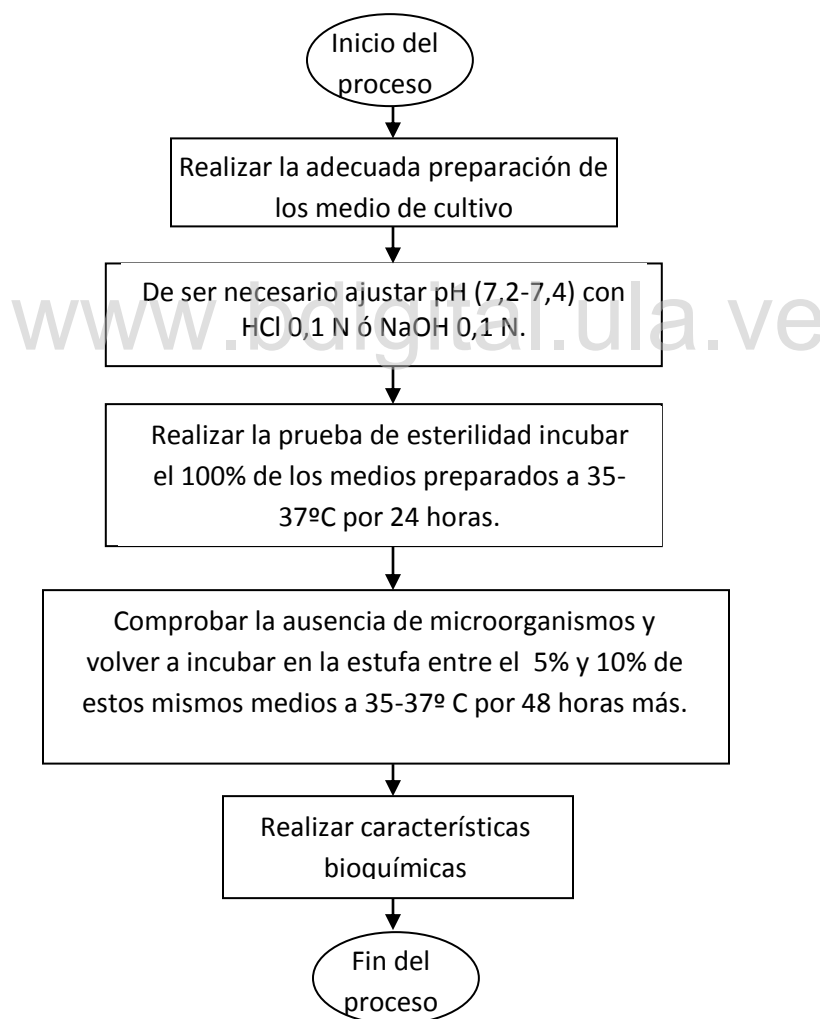 Inicio del
proceso
Realizar la adecuada preparación de
los medio de cultivo
De ser necesario ajustar pH (7,2-7,4) con
HCl 0,1 N ó NaOH 0,1 N.
www.bdigital.ula.ve
Realizar la prueba de esterilidad incubar
el 100% de los medios preparados a 35-
37ºC por 24 horas.
Comprobar la ausencia de microorganismos y
volver a incubar en la estufa entre el  5% y 10% de
estos mismos medios a 35-37º C por 48 horas más.
Realizar características
bioquímicas
Fin del
proceso